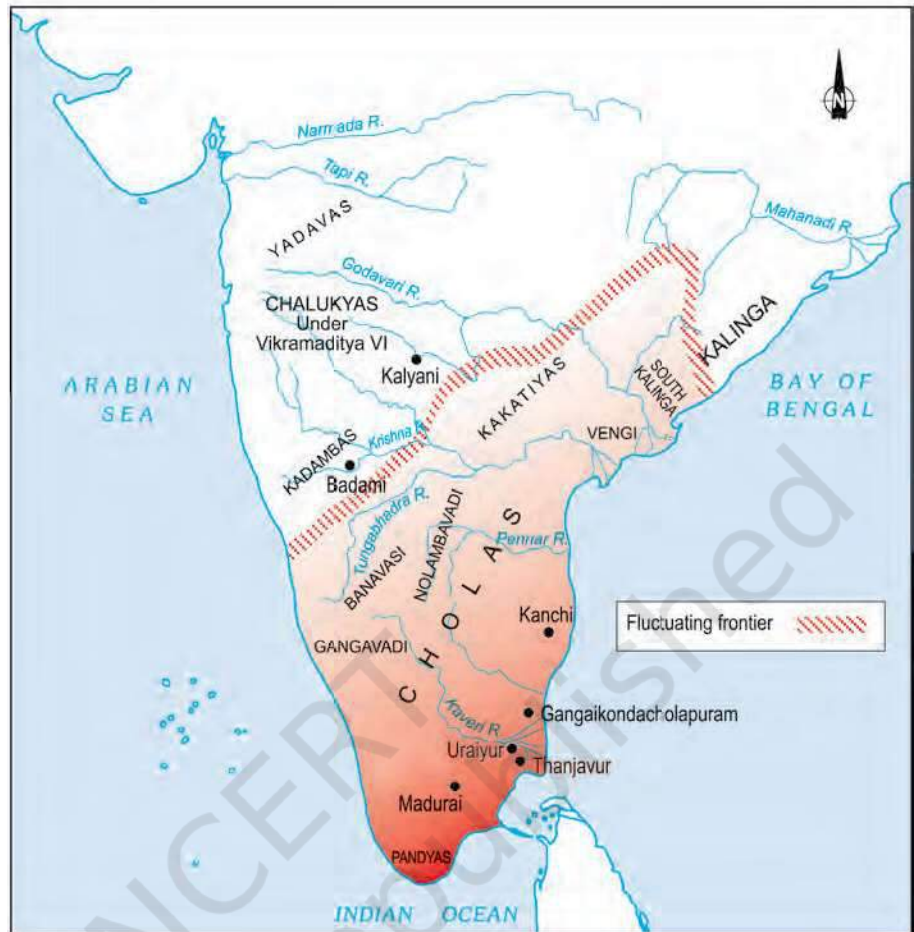 N
Narmada R.
Tapi R.
Mahanadi R.
YADAVAS
Godavari R.
CHALUKYAS
Under
Vikramaditya VI
Kalyani
KALINGA
SOUTH
KALINGA
ARABIAN
SEA
BAY OF
BENGAL
KAKATIYAS
VENGI
KADAMBAS
Krishna R.
Badami
Tungabhadra R.
NOLAMBAVADI
BANAVASI
Pennar R.
CHOLAS
Kanchi
Fluctuating frontier
GANGAVADI
Gangaikondacholapuram
Kaveri R.
Uraiyur
Thanjavur
Madurai
PANDYAS
INDIAN OCEAN
NCERT
republished